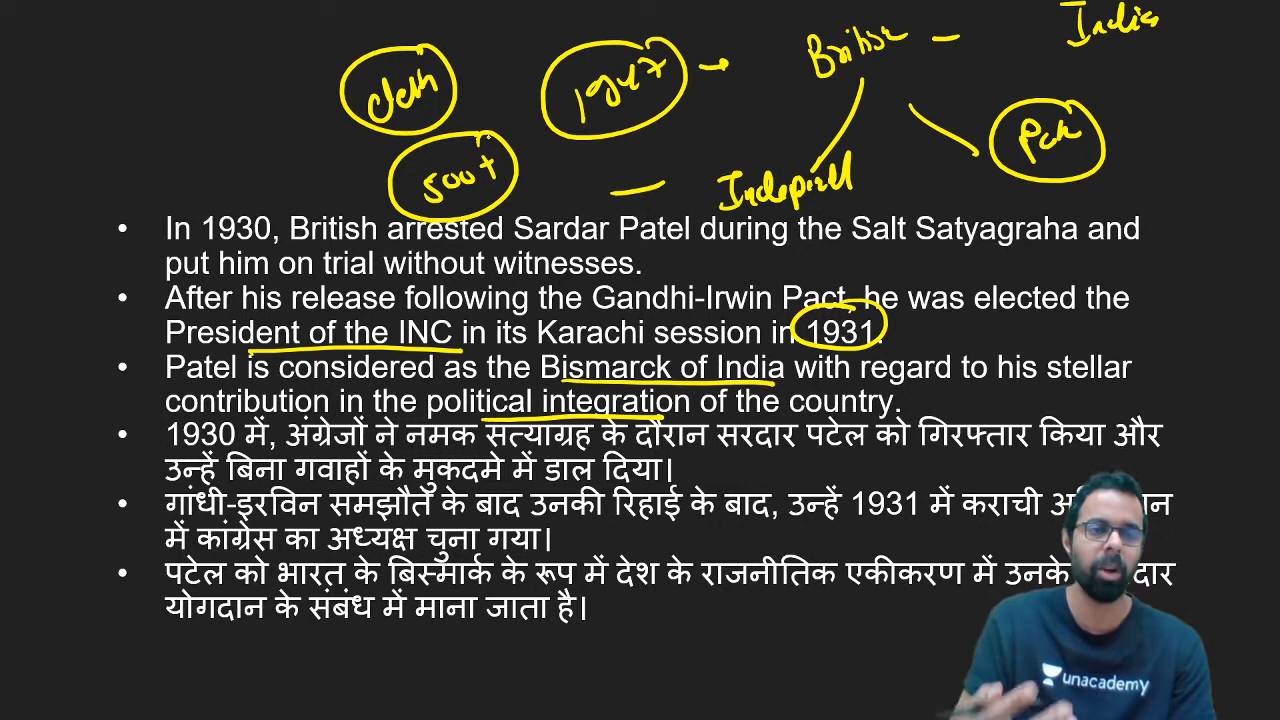 India
British -
1947 →
Pak
500+
In 1930, British arrested Sardar Patel during the Salt Satyagraha and
put him on trial without witnesses.
After his release following the Gandhi-Irwin Pact, he was elected the
President of the INC in its Karachi session in 1931.
Patel is considered as the Bismarck of India with regard to his stellar
contribution in the political integration of the country.
1930 में, अंग्रेजों ने नमक सत्याग्रह के दौरान सरदार पटेल को गिरफ्तार किया और
उन्हें बिना गवाहों के मुकदमे में डाल दिया।
गांधी-इरविन समझौते के बाद उनकी रिहाई के बाद, उन्हें 1931 में कराची
में कांग्रेस का अध्यक्ष चुना गया।
पटेल को भारत के बिस्मार्क के रूप में देश के राजनीतिक एकीकरण में उनके
योगदान के संबंध में माना जाता है।
unacademy